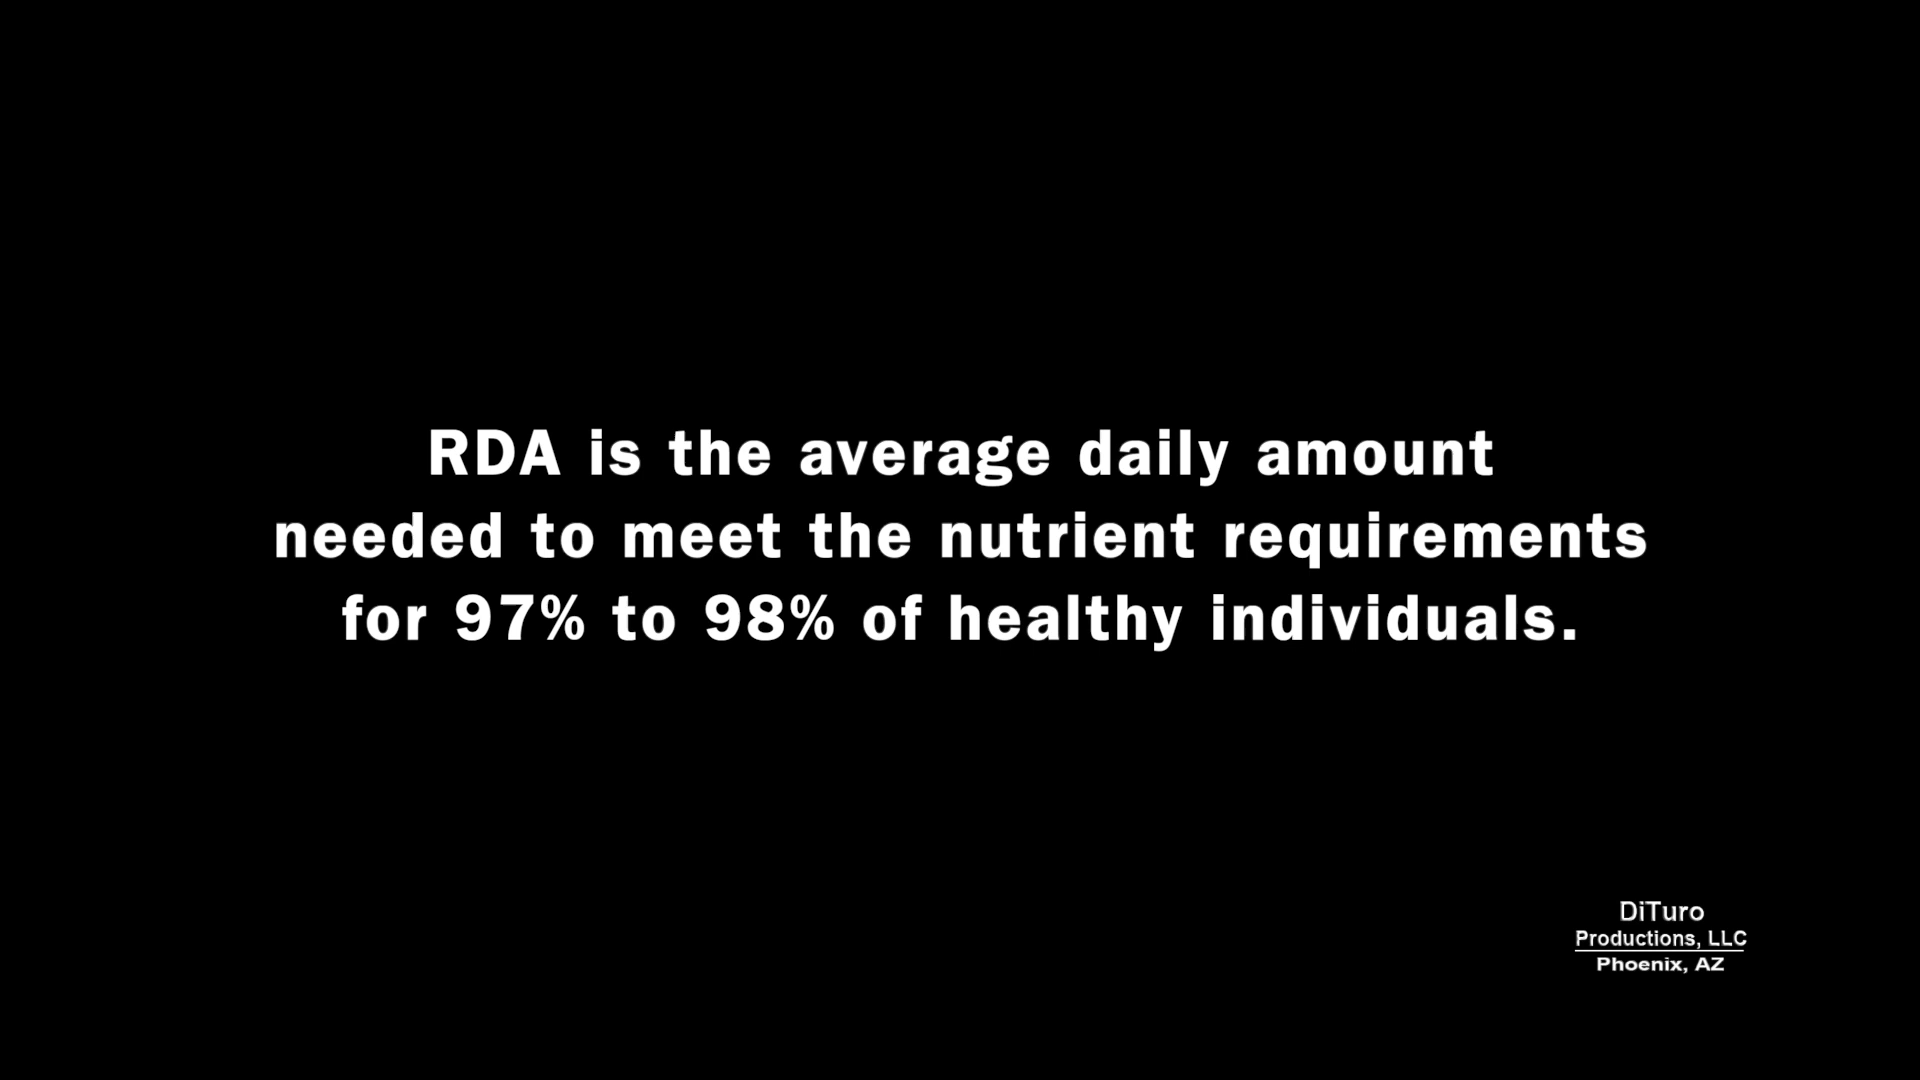 RDA is the average daily amount
needed to meet the nutrient requirements
for 97% to 98% of healthy individuals.
DiTuro
Productions, LLC
Phoenix, AZ